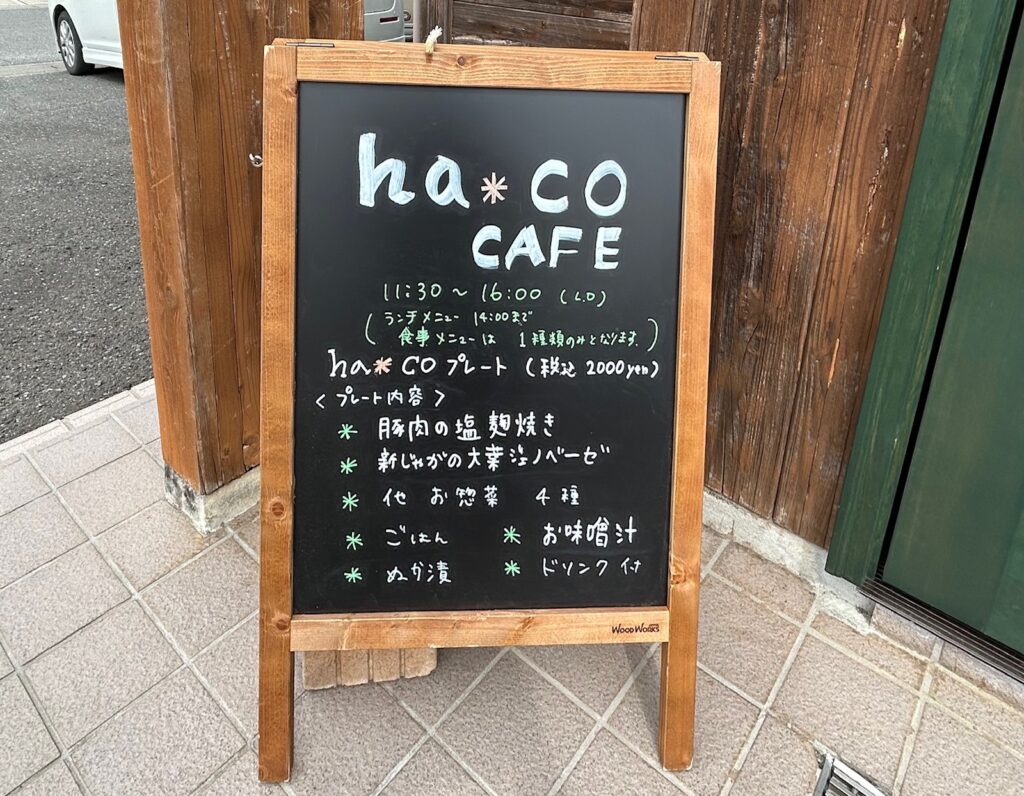 ha*CO
CAFE
11:30 〜 16:00 (L.O)
(ランチメニュー 14:00まで
食事メニューは 1種類のみとなります。)
ha*CO プレート (税込 2000yen)
<プレート内容>
* 豚肉の塩麹焼き
* 新じゃがの大葉ジェノベーゼ
* 他 お惣菜 4種
* ごはん * お味噌汁
* ぬか漬 * ドリンク付
WOOD WORKS